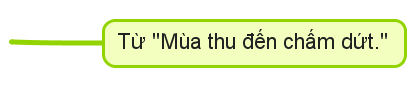 Từ "Mùa thu đến chấm dứt."